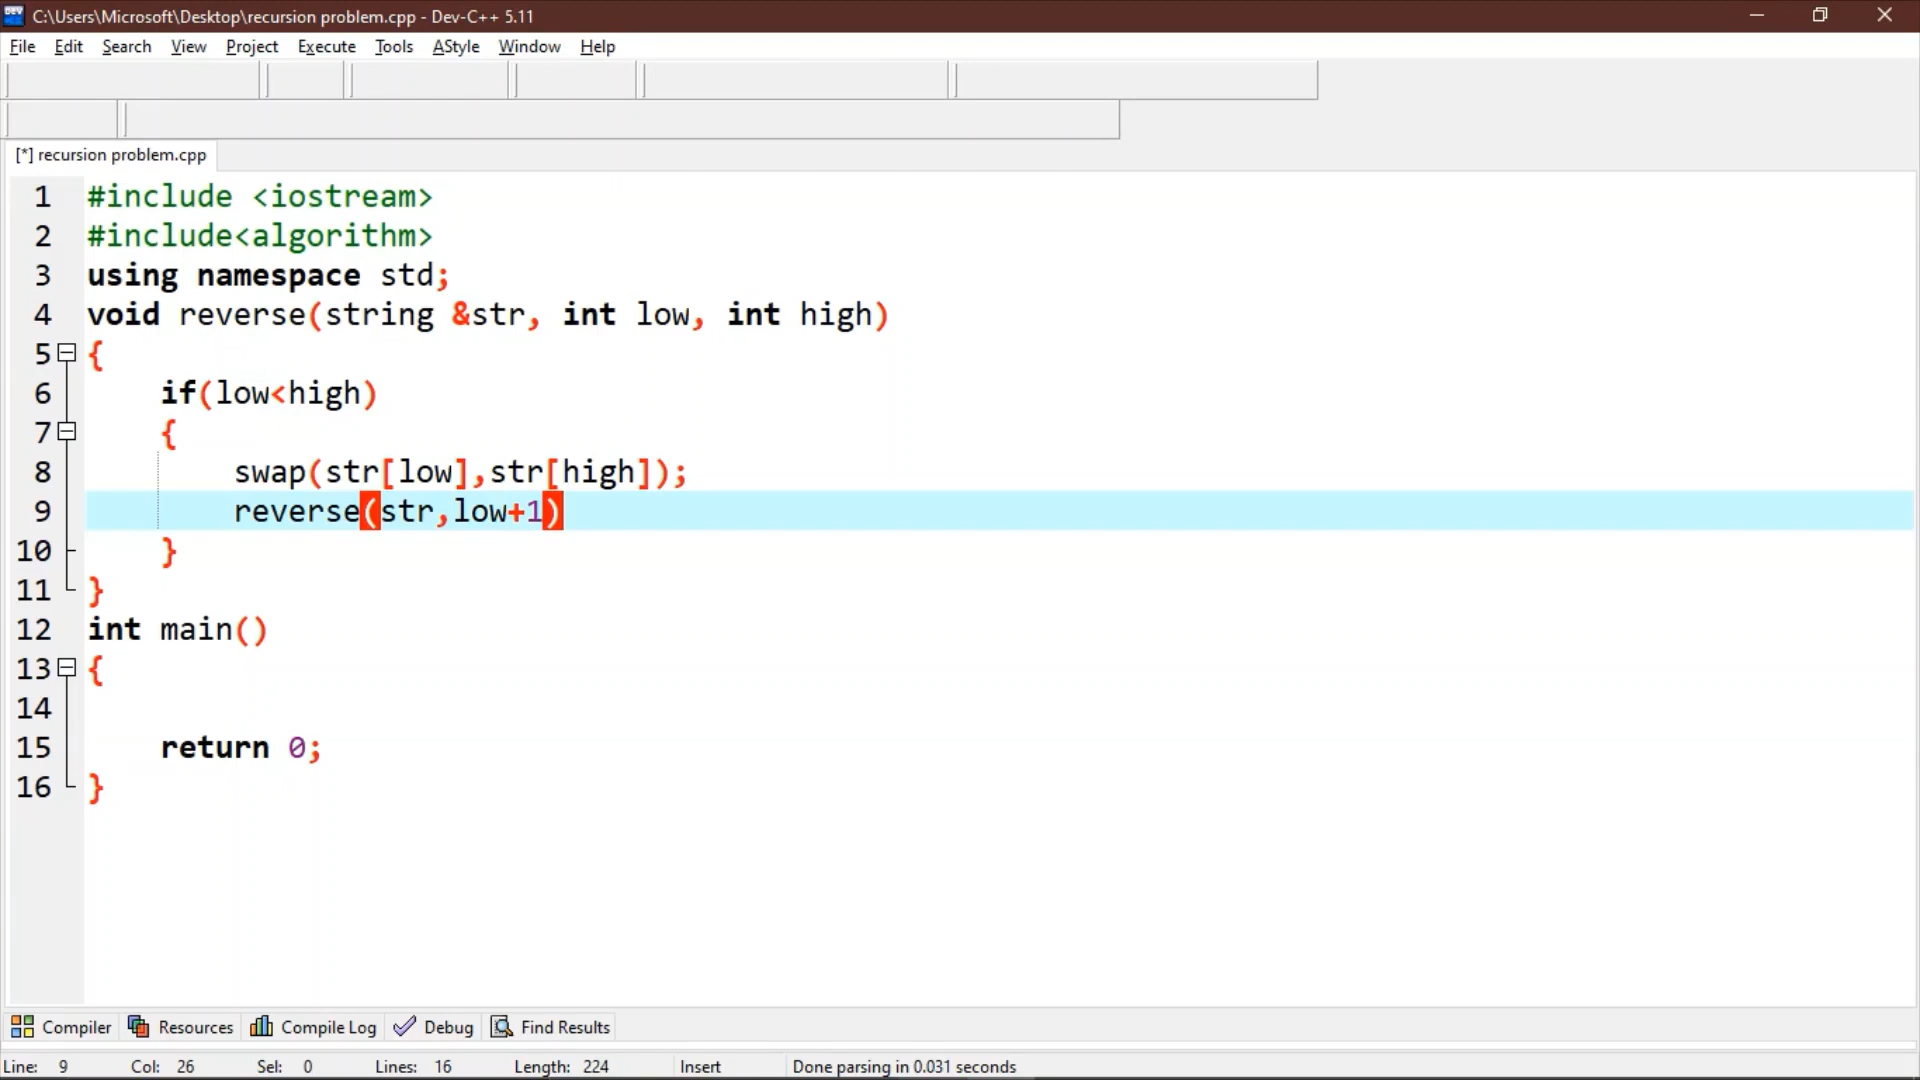 C:\Users\Microsoft\Desktop\recursion problem.cpp - Dev-C++ 5.11
File Edit Search View Project Execute Tools AStyle Window Help
[*] recursion problem.cpp
1 #include <iostream>
2 #include<algorithm>
3 using namespace std;
4 void reverse(string &str, int low, int high)
5 {
6 if(low<high)
7 {
8 swap(str[low],str[high]);
9 reverse(str,low+1)
10 }
11 }
12 int main()
13 {
14
15 return 0;
16 }
Compiler Resources Compile Log Debug Find Results
Line: 9 Col: 26 Sel: 0 Lines: 16 Length: 224 Insert Done parsing in 0.031 seconds